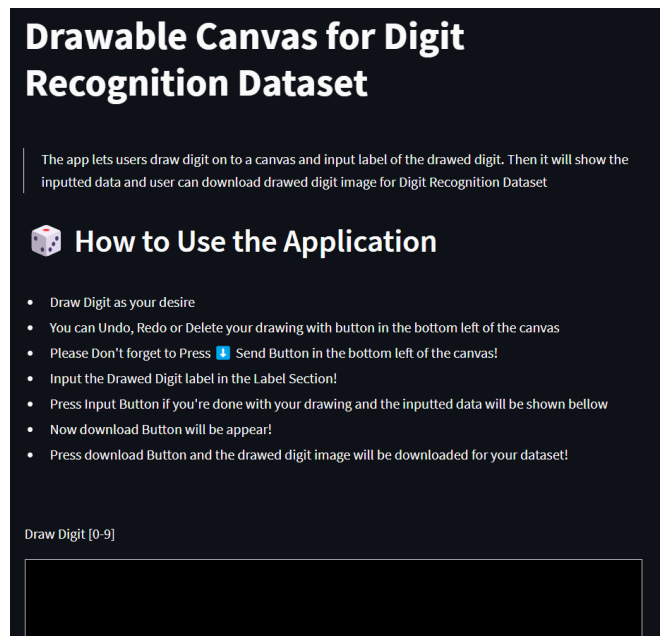 Drawable Canvas for Digit
Recognition Dataset
The app lets users draw digit on to a canvas and input label of the drawed digit. Then it will show the
inputted data and user can download drawed digit image for Digit Recognition Dataset
🎲 How to Use the Application
• Draw Digit as your desire
• You can Undo, Redo or Delete your drawing with button in the bottom left of the canvas
• Please Don't forget to Press ⬇️ Send Button in the bottom left of the canvas!
• Input the Drawed Digit label in the Label Section!
• Press Input Button if you're done with your drawing and the inputted data will be shown bellow
• Now download Button will be appear!
• Press download Button and the drawed digit image will be downloaded for your dataset!
Draw Digit [0-9]